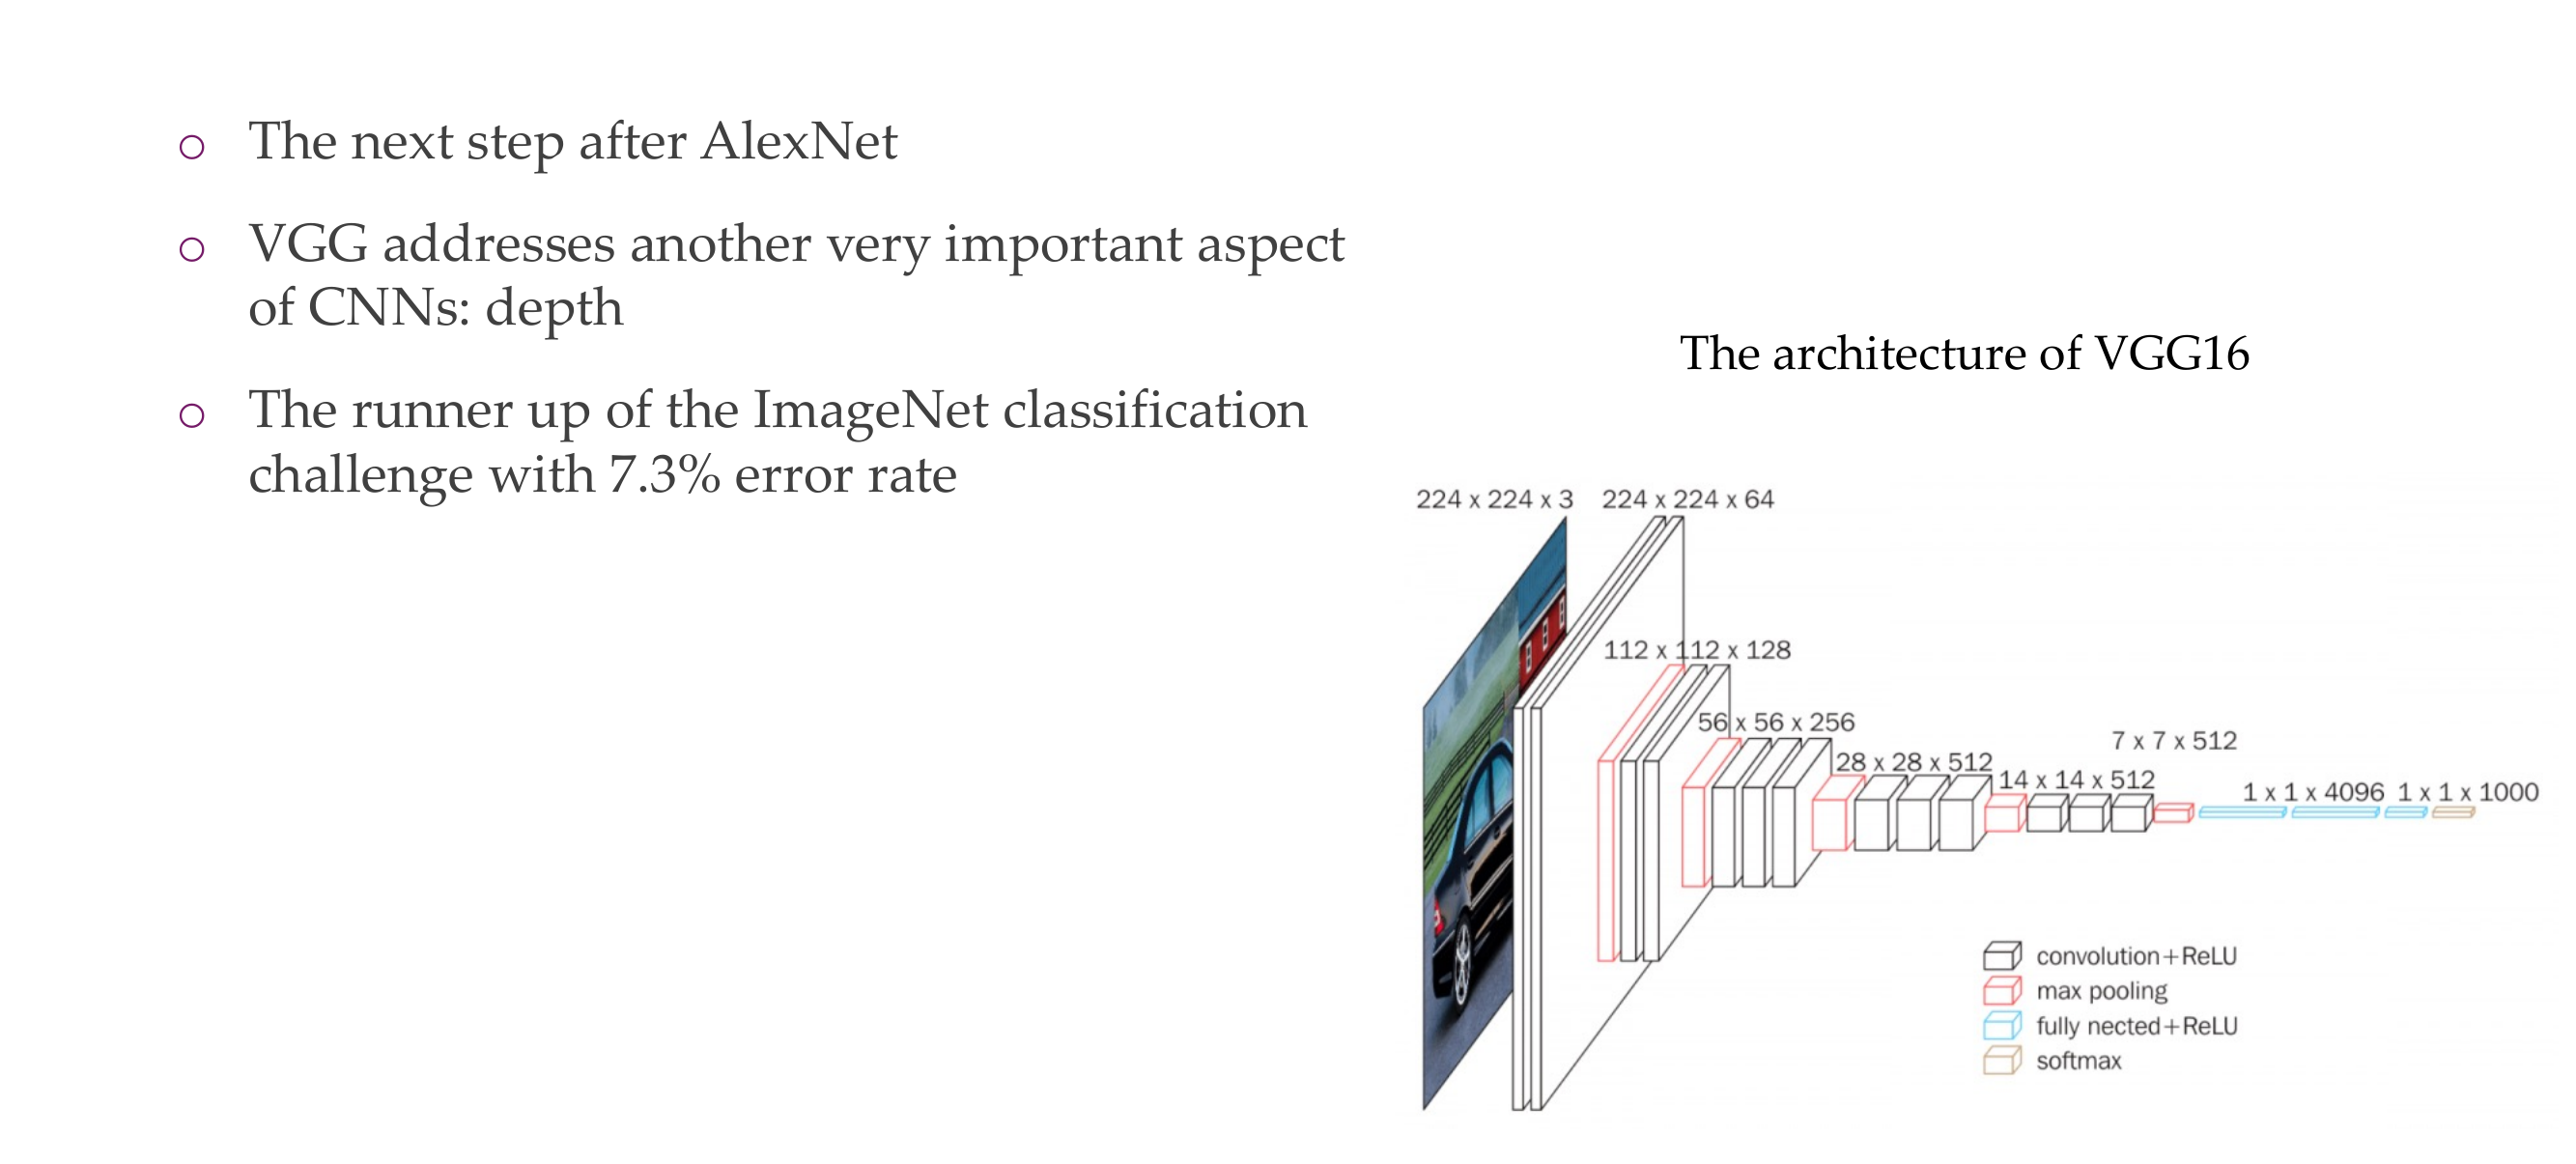 The next step after AlexNet
VGG addresses another very important aspect
of CNNs: depth
The runner up of the ImageNet classification
challenge with 7.3% error rate
The architecture of VGG16
224 x 224 x 3
224 x 224 x 64
112 x 112 x 128
56 x 56 x 256
28 x 28 x 512
14 x 14 x 512
7 x 7 x 512
1 x 1 x 4096
1 x 1 x 1000
convolution+ReLU
max pooling
fully nected+ReLU
softmax